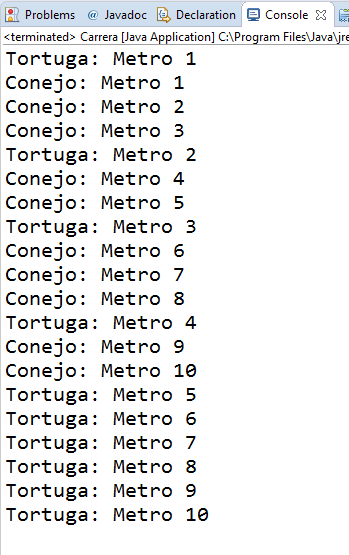 Problems @ Javadoc Declaration Console
<terminated> Carrera [Java Application] C:\Program Files\Java\jre
Tortuga: Metro 1
Conejo: Metro 1
Conejo: Metro 2
Conejo: Metro 3
Tortuga: Metro 2
Conejo: Metro 4
Conejo: Metro 5
Tortuga: Metro 3
Conejo: Metro 6
Conejo: Metro 7
Conejo: Metro 8
Tortuga: Metro 4
Conejo: Metro 9
Conejo: Metro 10
Tortuga: Metro 5
Tortuga: Metro 6
Tortuga: Metro 7
Tortuga: Metro 8
Tortuga: Metro 9
Tortuga: Metro 10